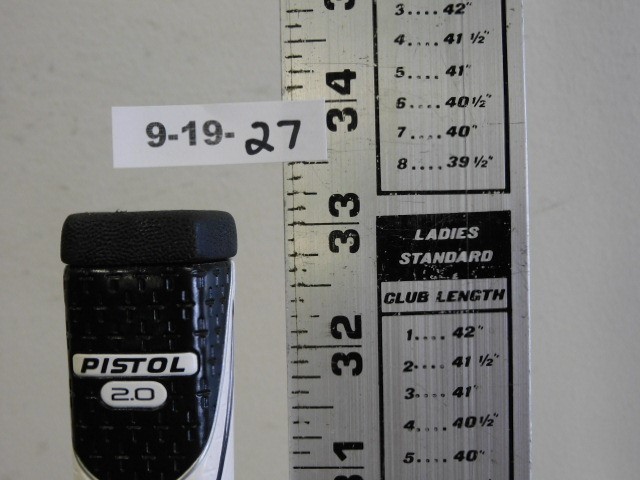 3.... 42"
4.... 41 ½"
5.... 41"
6.... 40 ½"
7.... 40"
8.... 39 ½"
34
9-19-27
33
LADIES
STANDARD
CLUB LENGTH
1.... 42"
2.... 41 ½"
3.... 41"
4.... 40 ½"
5.... 40"
32
31
PISTOL
2.0